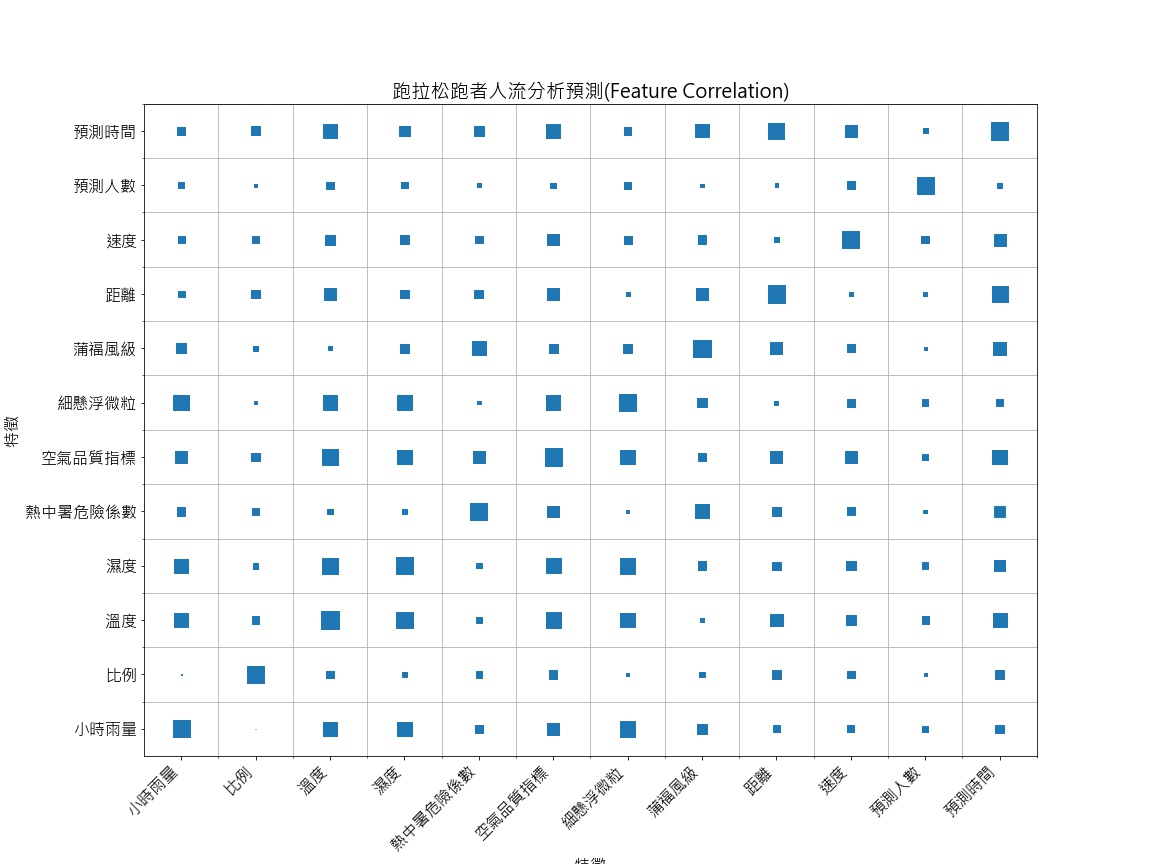 跑拉松跑者人流分析預測(Feature Correlation)
預測時間
預測人數
速度
距離
蒲福風級
細懸浮微粒
特徵
空氣品質指標
熱中暑危險係數
濕度
溫度
比例
小時雨量
小時雨量
比例
溫度
濕度
熱中暑危險係數
空氣品質指標
細懸浮微粒
蒲福風級
距離
速度
預測人數
預測時間
特徵